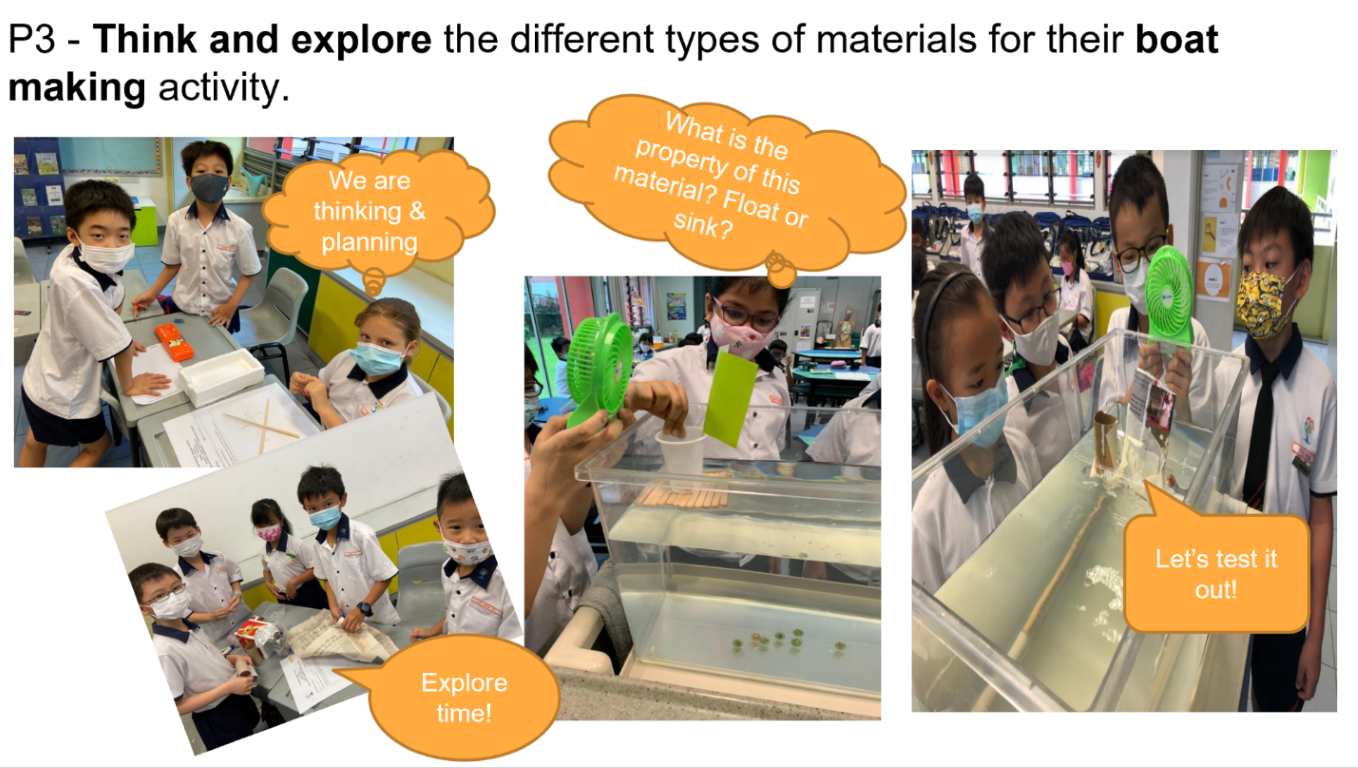 P3 - Think and explore the different types of materials for their boat
making activity.
We are
thinking &
planning
What is the
property of this
material? Float or
sink?
Let's test it
out!
Explore
time!